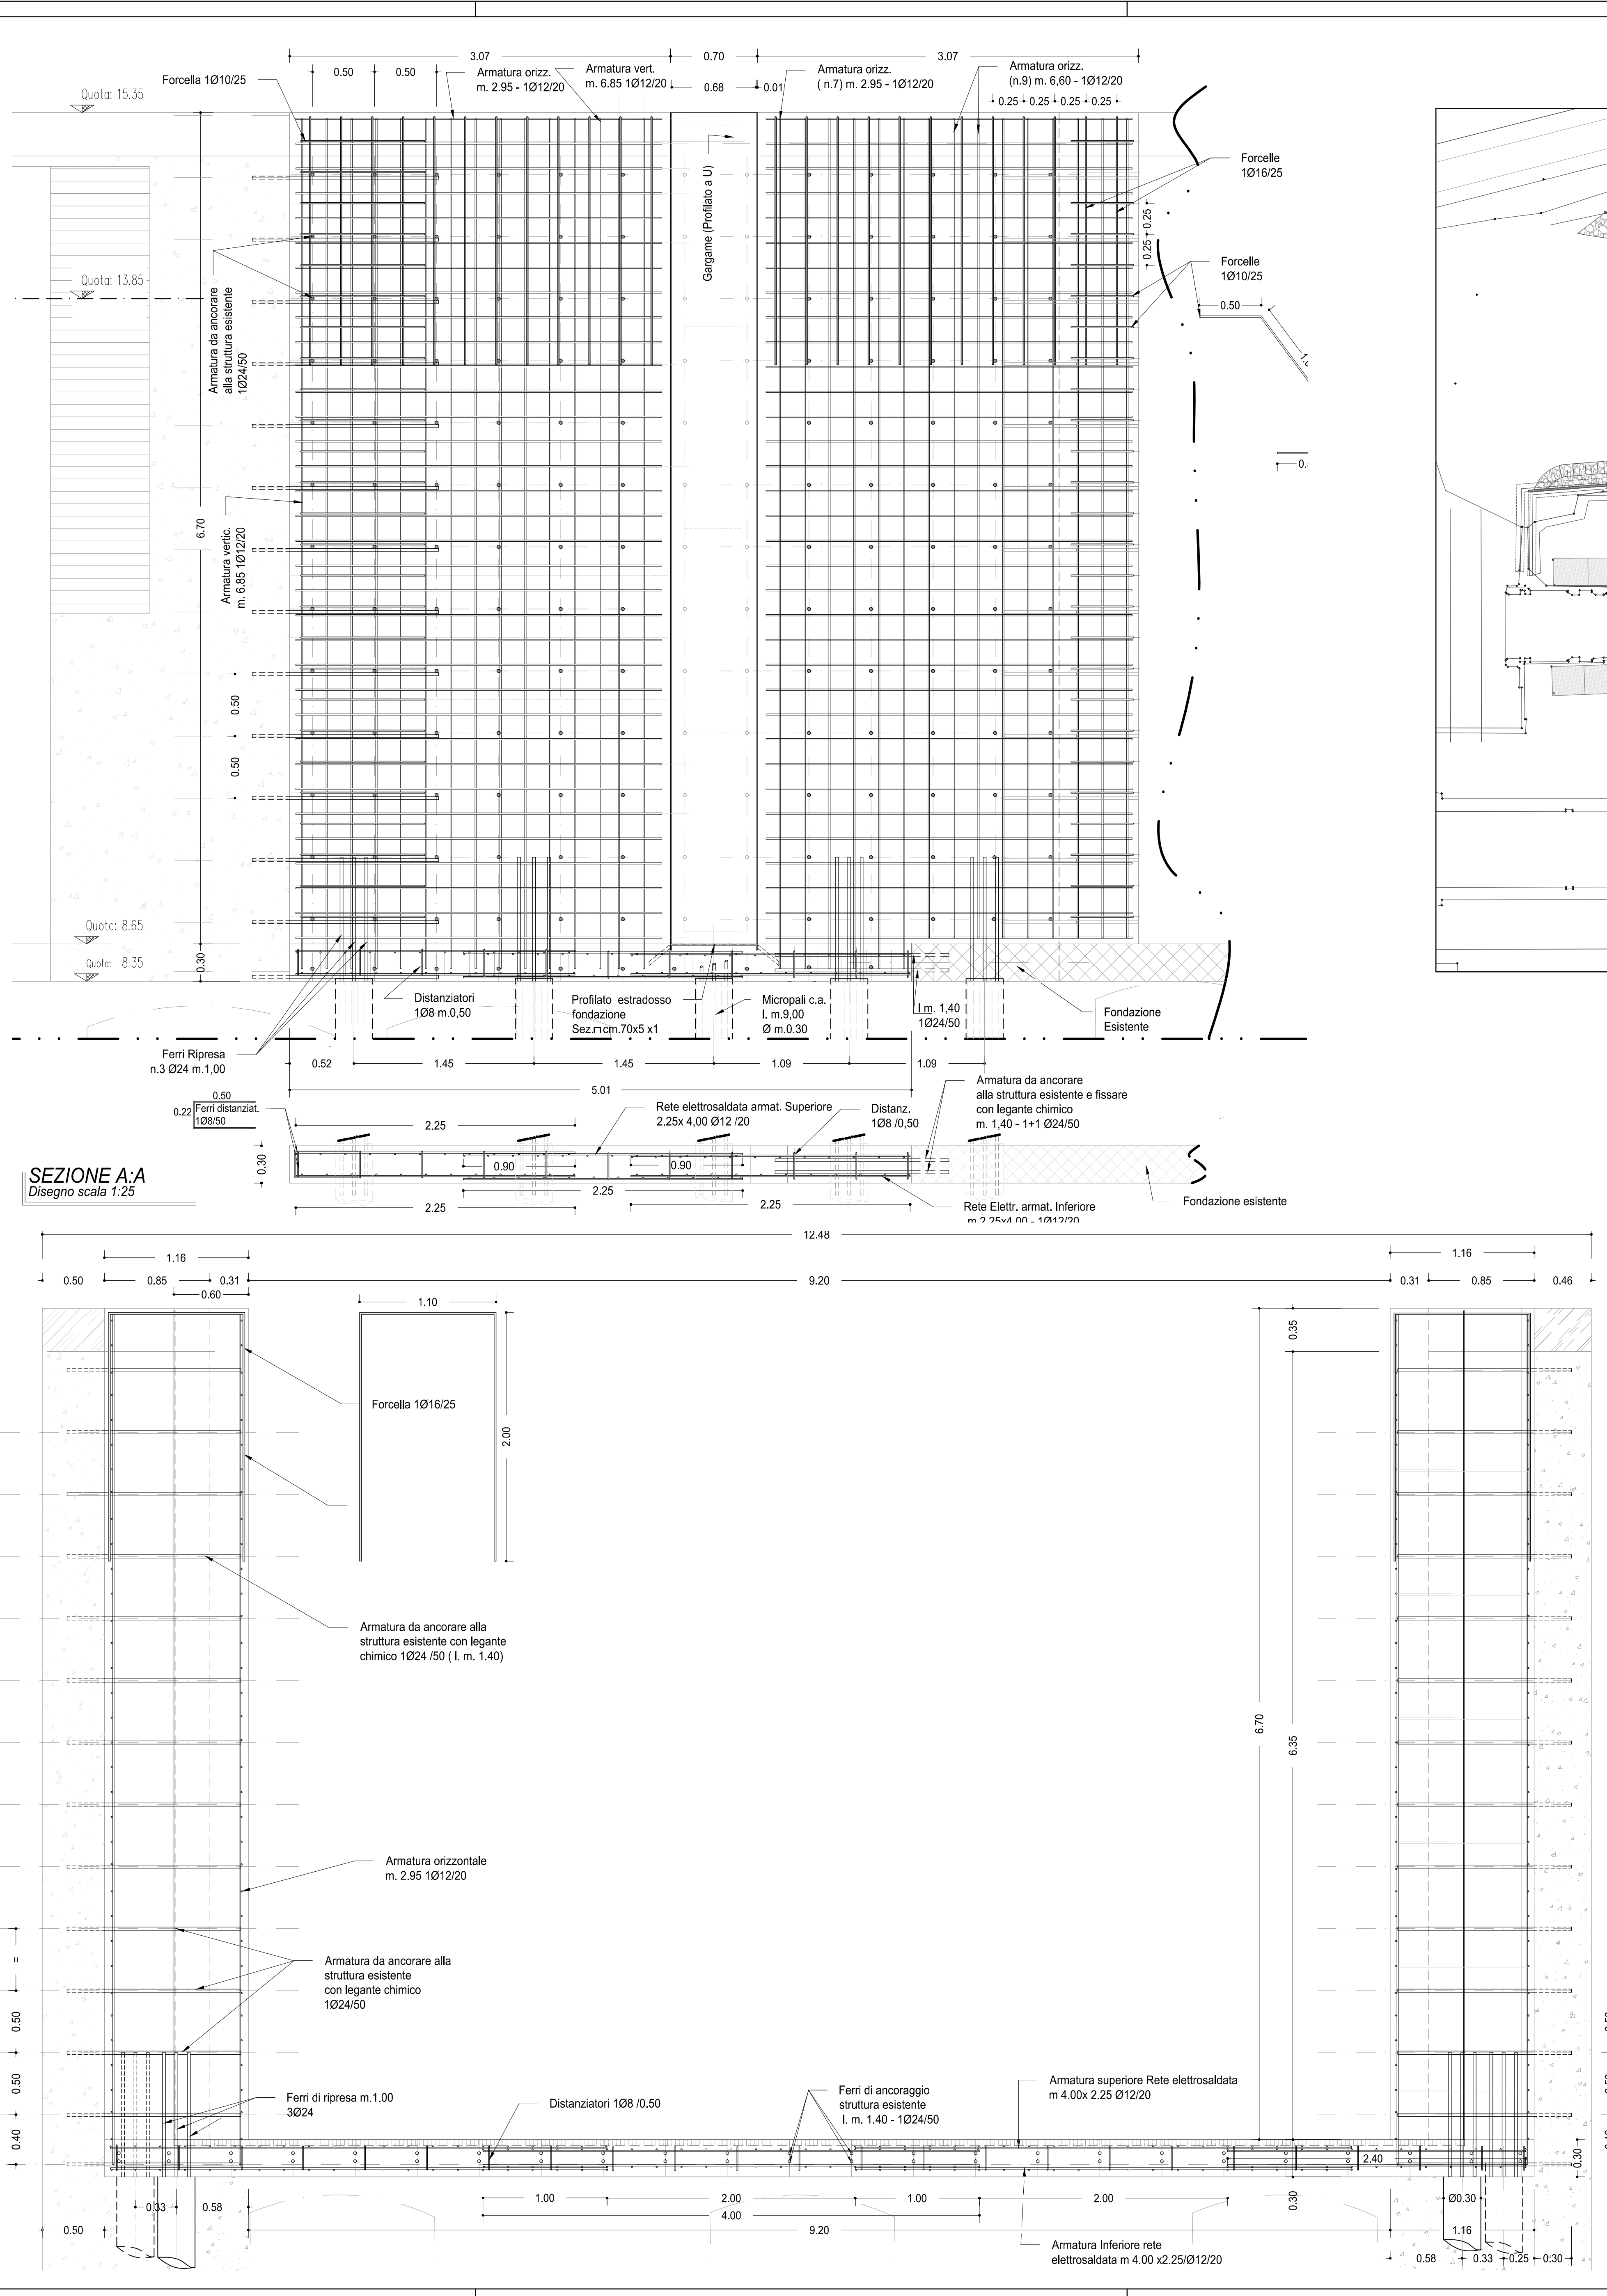 3.07
0.70
3.07
Forcella 1Ø10/25
0.50
0.50
Armatura orizz.
m. 2.95 - 1Ø12/20
Armatura vert.
m. 6.85 1Ø12/20
0.68
0.01
Armatura orizz.
( n.7) m. 2.95 - 1Ø12/20
Armatura orizz.
(n.9) m. 6,60 - 1Ø12/20
0.25
0.25
0.25
0.25
Quota: 15.35
Gargame (Profilato a U)
Forcelle
1Ø16/25
0.25
0.25
Forcelle
1Ø10/25
0.50
Quota: 13.85
Armatura da ancorare
alla struttura esistente
1Ø24/50
6.70
Armatura vertic.
m. 6.85 1Ø12/20
0.50
0.50
Quota: 8.65
Quota: 8.35
0.30
Distanziatori
1Ø8 m.0,50
Profilato estradosso
fondazione
Sez.⊓cm.70x5 x1
Micropali c.a.
l. m.9,00
Ø m.0.30
l m. 1,40
1Ø24/50
Fondazione
Esistente
Ferri Ripresa
n.3 Ø24 m.1,00
0.52
1.45
1.45
1.09
1.09
5.01
0.50
0.22
Ferri distanziat.
1Ø8/50
2.25
Rete elettrosaldata armat. Superiore
2.25x 4,00 Ø12 /20
Distanz.
1Ø8 /0,50
Armatura da ancorare
alla struttura esistente e fissare
con legante chimico
m. 1,40 - 1+1 Ø24/50
0.30
0.90
0.90
SEZIONE A:A
Disegno scala 1:25
2.25
2.25
2.25
Rete Elettr. armat. Inferiore
m 2.25x4.00 - 1Ø12/20
Fondazione esistente
12.48
1.16
1.16
0.50
0.85
0.31
9.20
0.31
0.85
0.46
0.60
1.10
0.35
Forcella 1Ø16/25
2.00
Armatura da ancorare alla
struttura esistente con legante
chimico 1Ø24 /50 ( l. m. 1.40)
6.70
6.35
Armatura orizzontale
m. 2.95 1Ø12/20
=
Armatura da ancorare alla
struttura esistente
con legante chimico
1Ø24/50
0.50
0.50
0.40
Ferri di ripresa m.1.00
3Ø24
Distanziatori 1Ø8 /0.50
Ferri di ancoraggio
struttura esistente
l. m. 1.40 - 1Ø24/50
Armatura superiore Rete elettrosaldata
m 4.00x 2.25 Ø12/20
2.40
0.30
0.33
0.58
1.00
2.00
1.00
2.00
0.30
Ø0.30
4.00
0.50
9.20
1.16
Armatura Inferiore rete
elettrosaldata m 4.00 x2.25/Ø12/20
0.58
0.33
0.25
0.30